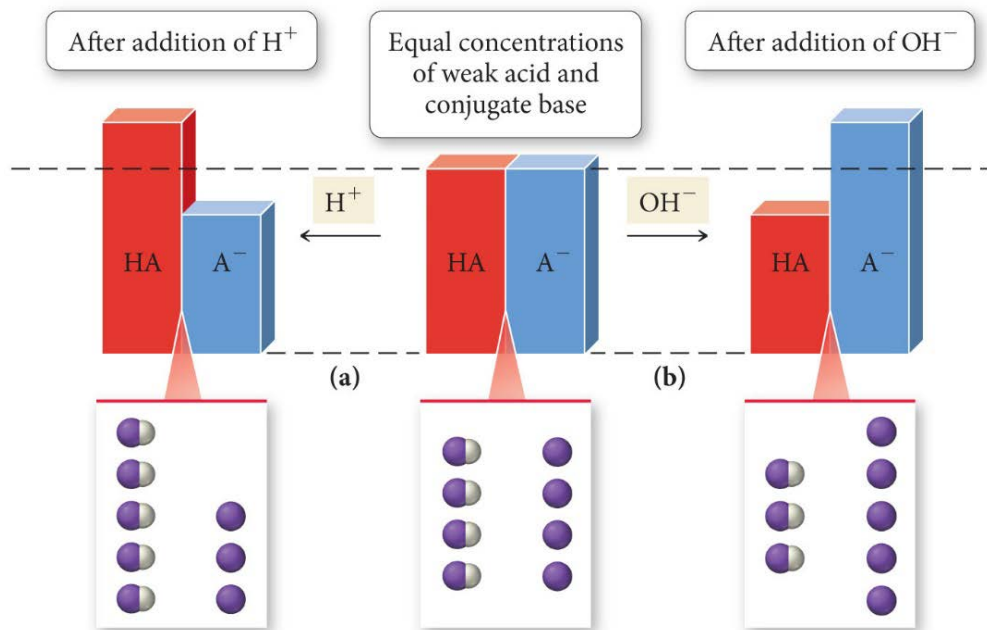 After addition of H⁺
Equal concentrations
of weak acid and
conjugate base
After addition of OH⁻
H⁺
OH⁻
HA
A⁻
HA
A⁻
HA
A⁻
(a)
(b)